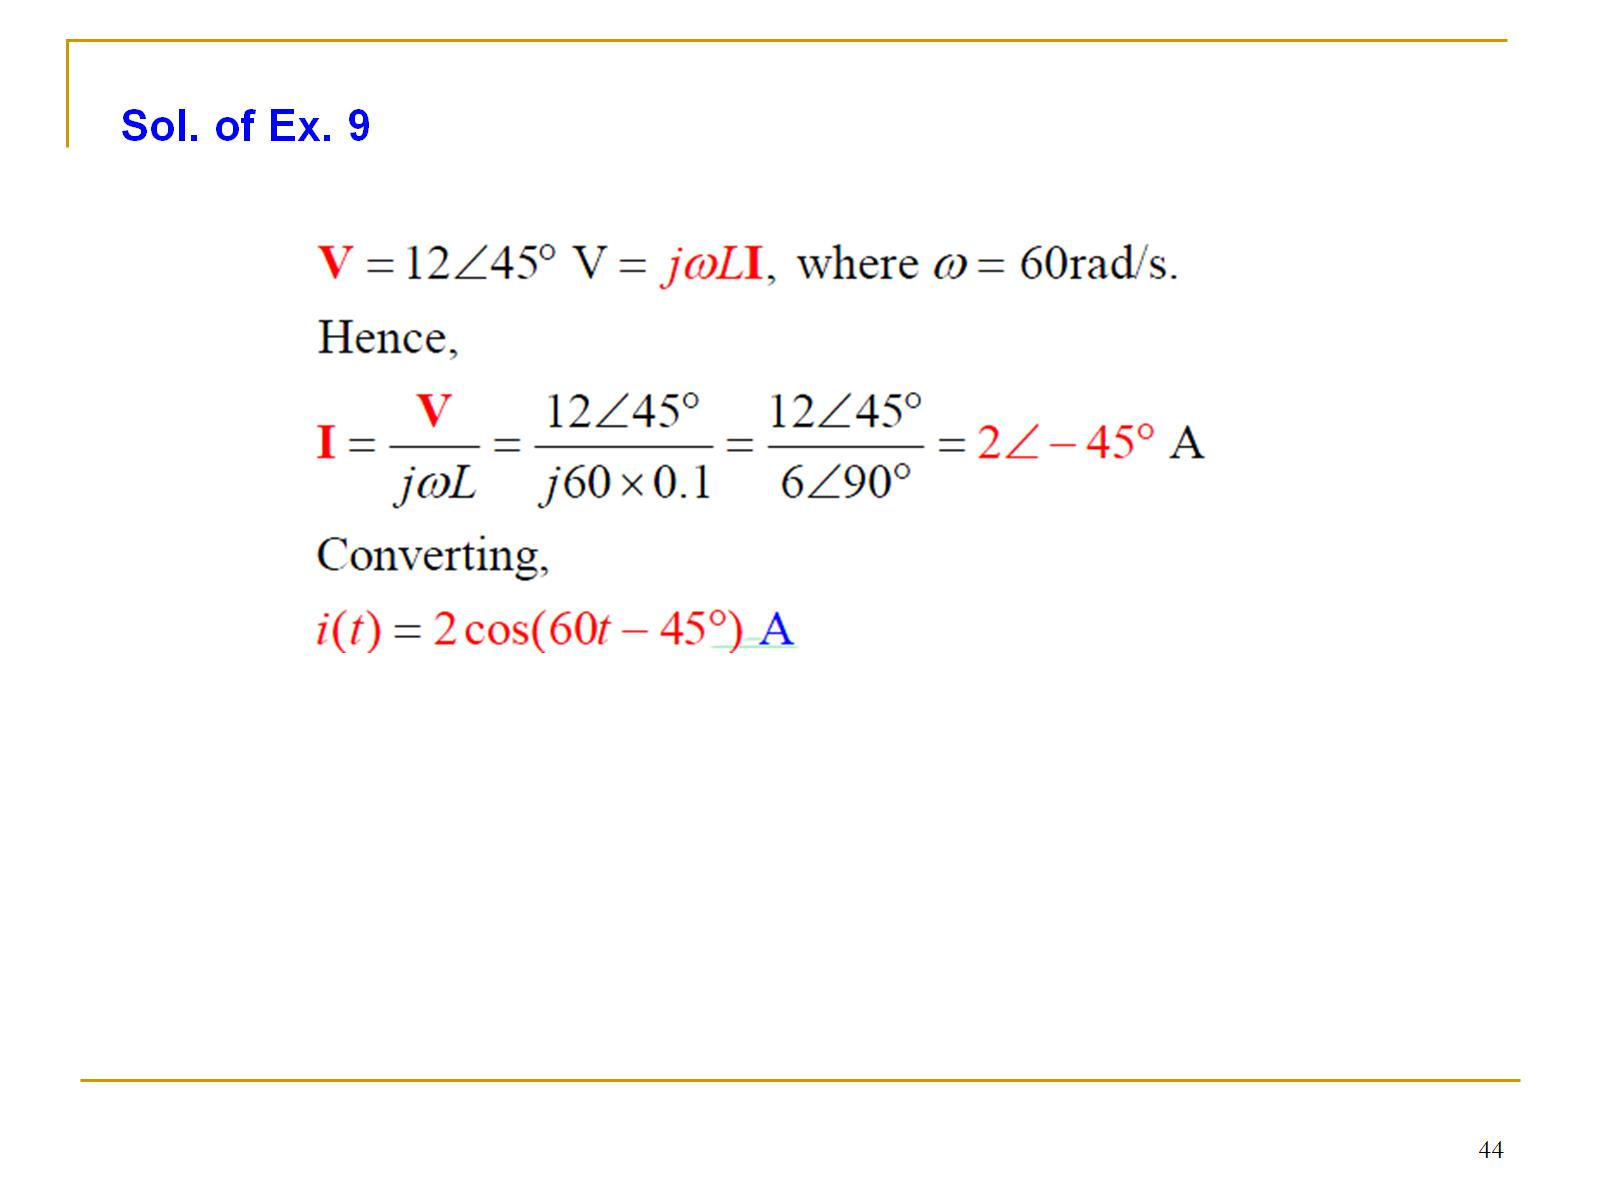 Sol. of Ex. 9
V = 12∠45° V = jωLI, where ω = 60rad/s.
Hence,
I = V / jωL = 12∠45° / j60 × 0.1 = 12∠45° / 6∠90° = 2∠ − 45° A
Converting,
i(t) = 2 cos(60t − 45°) A
44